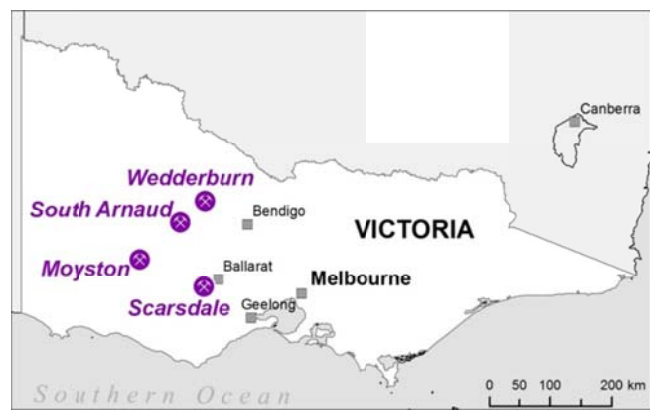 Canberra
Wedderburn
South Arnaud
Bendigo
VICTORIA
Moyston
Ballarat
Melbourne
Scarsdale
Geelong
Southern Ocean
0 50 100 200 km